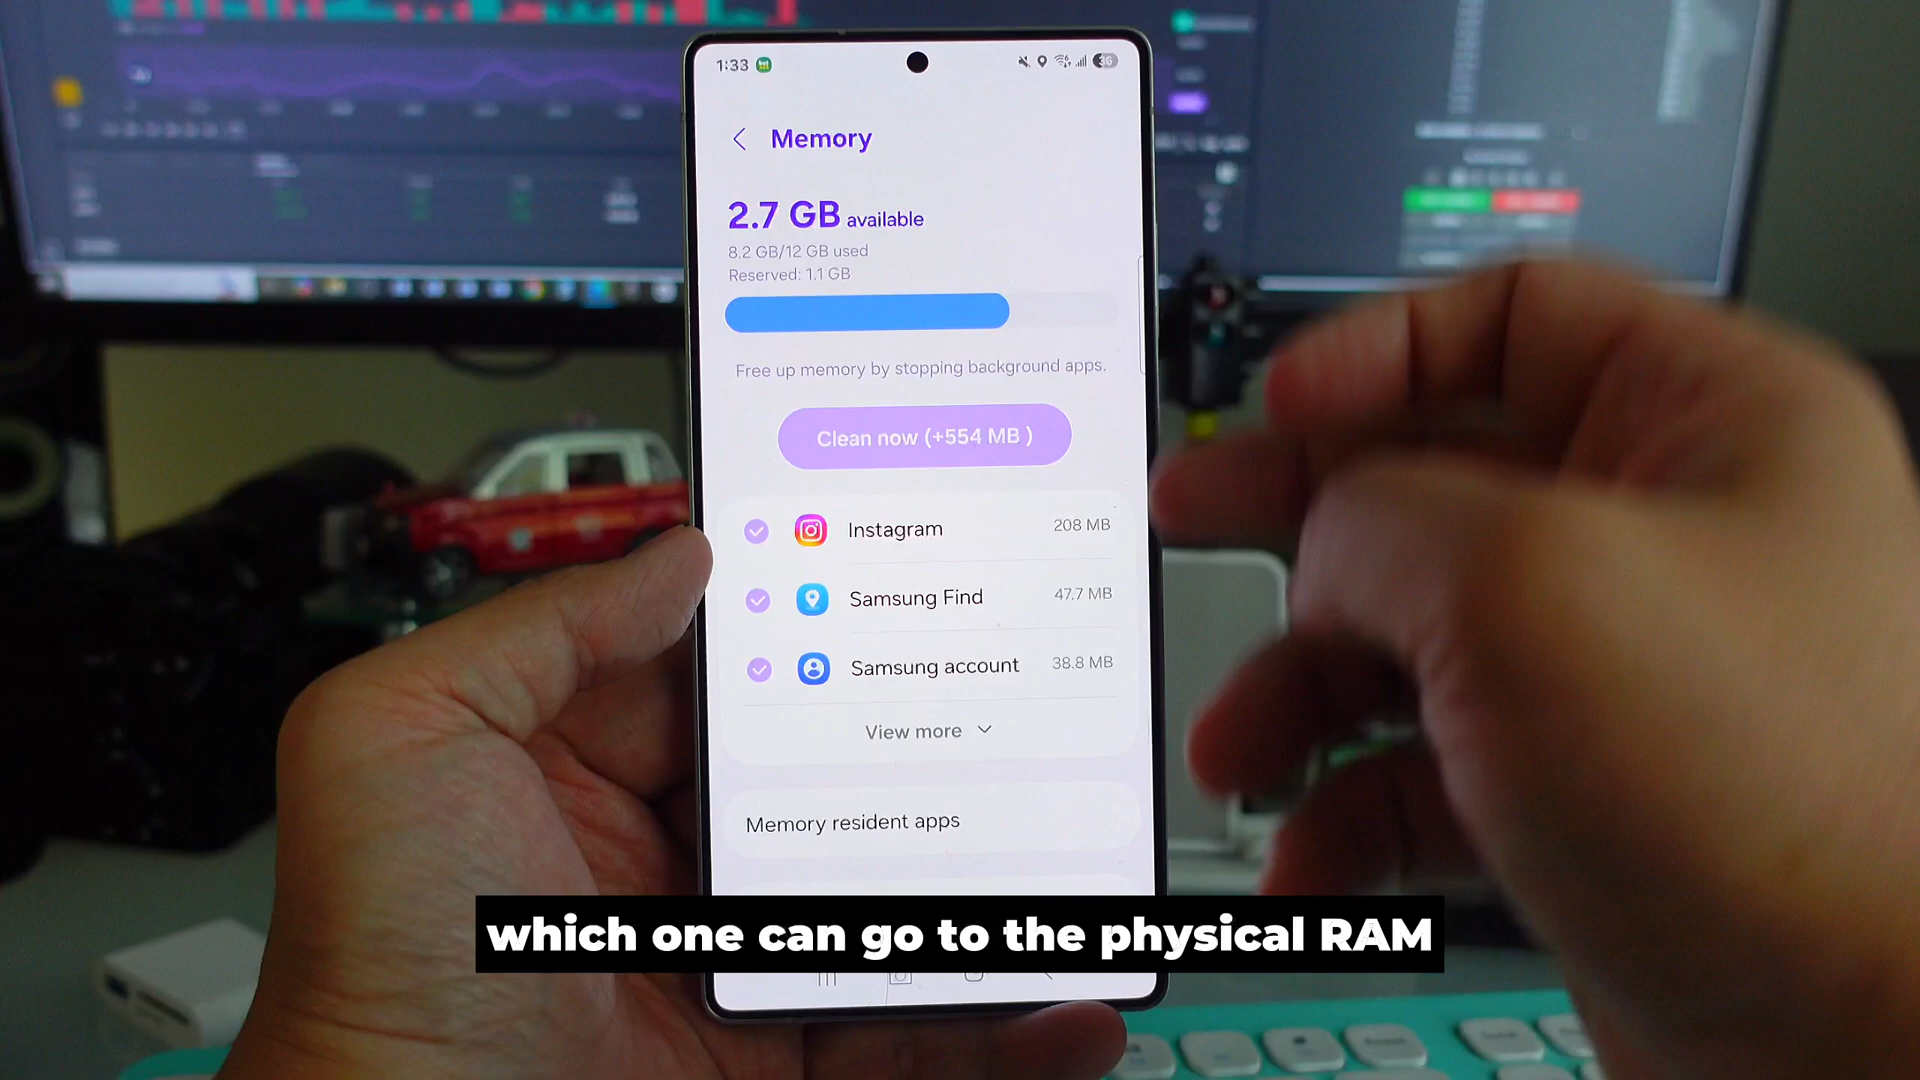 1:33
36
Memory
2.7 GB available
8.2 GB/12 GB used
Reserved: 1.1 GB
Free up memory by stopping background apps.
Clean now (+554 MB )
Instagram 208 MB
Samsung Find 47.7 MB
Samsung account 38.8 MB
View more
Memory resident apps
which one can go to the physical RAM